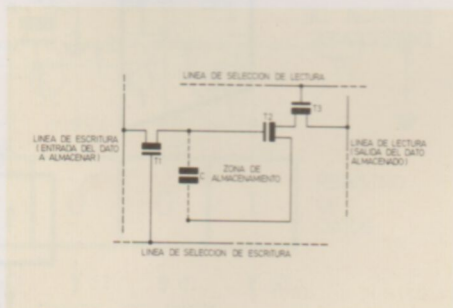 LINEA DE SELECCION DE LECTURA
T2
T3
LINEA DE ESCRITURA
(ENTRADA DEL DATO
A ALMACENAR)
T1
LINEA DE LECTURA
(SALIDA DEL DATO
ALMACENADO)
C
ZONA DE
ALMACENAMIENTO
LINEA DE SELECCION DE ESCRITURA